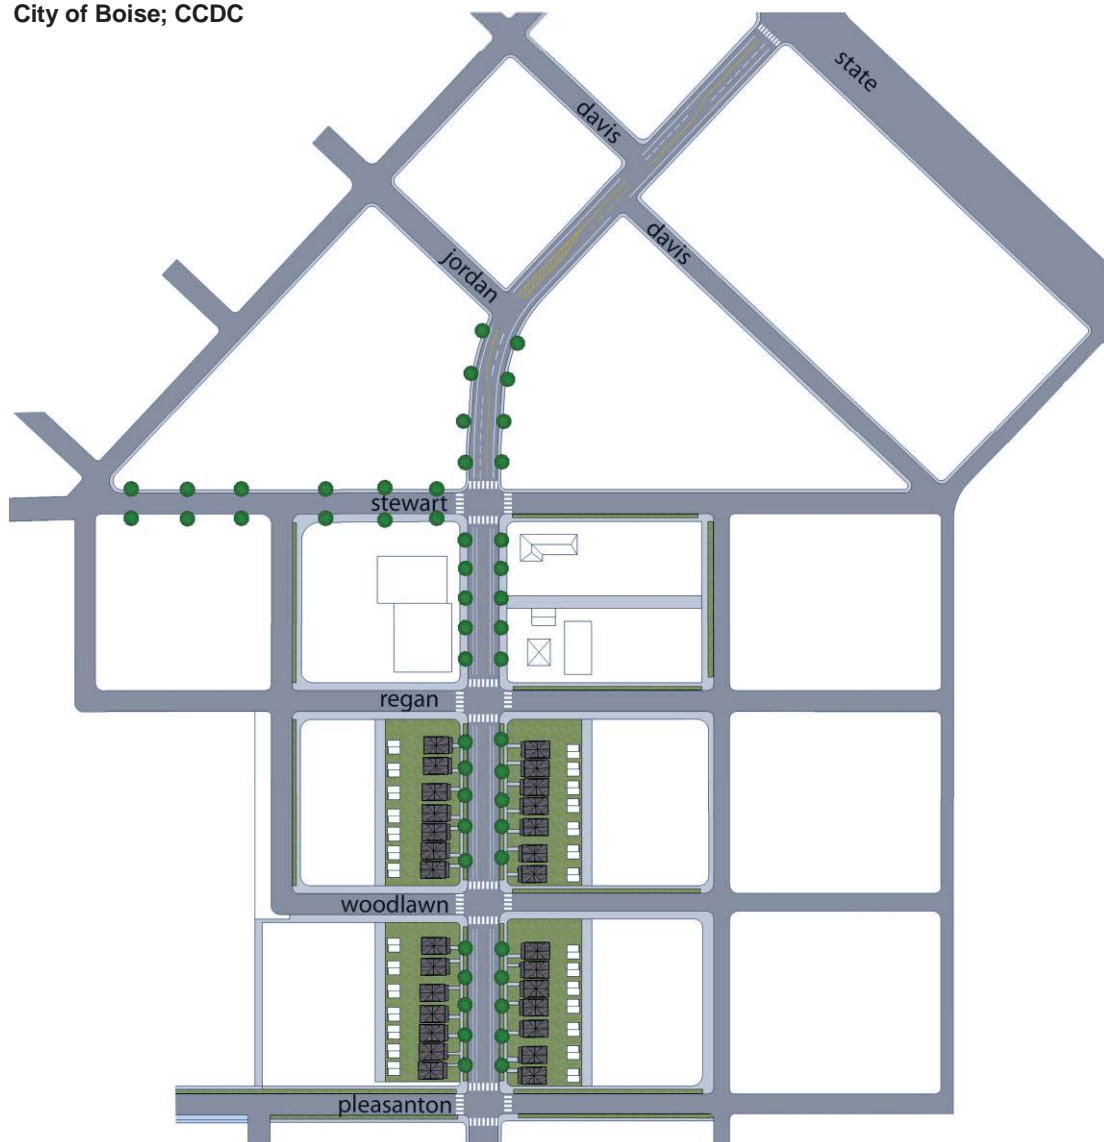 City of Boise; CCDC
state
davis
davis
jordan
stewart
regan
woodlawn
pleasanton